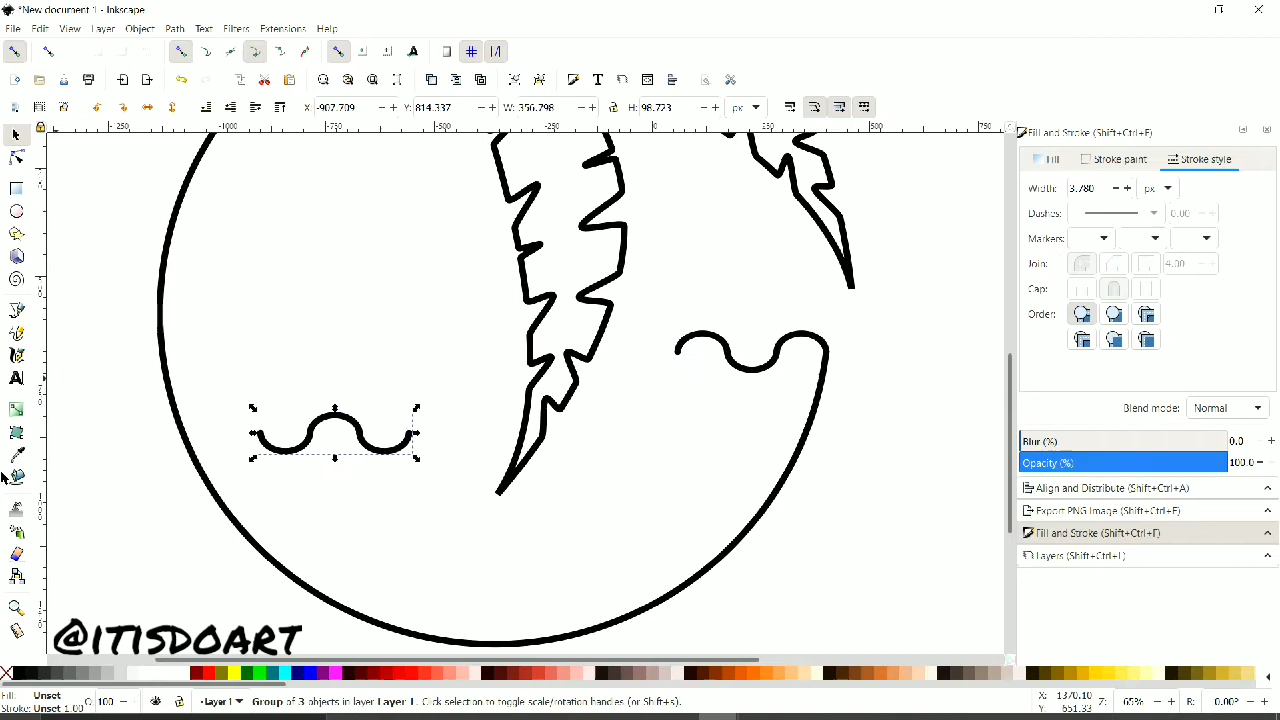 *New document 1 - Inkscape
File Edit View Layer Object Path Text Filters Extensions Help
X: -907.709 Y: 814.337 W: 356.798 H: 98.723 px
Fill and Stroke (Shift+Ctrl+F)
Fill Stroke paint Stroke style
Width: 3.780 px
Dashes: 0.00
Markers:
Join: 4.00
Cap:
Order:
Blend mode: Normal
Blur (%) 0.0
Opacity (%) 100.0
Align and Distribute (Shift+Ctrl+A)
Export PNG Image (Shift+Ctrl+E)
Fill and Stroke (Shift+Ctrl+F)
Layers (Shift+Ctrl+L)
@ITISDOART
Fill: Unset
Stroke: Unset 1.00
O: 100
Layer 1
Group of 3 objects in layer Layer 1. Click selection to toggle scale/rotation handles (or Shift+s).
X: 1370.10
Y: 651.33
Z: 65%
R: 0.00°